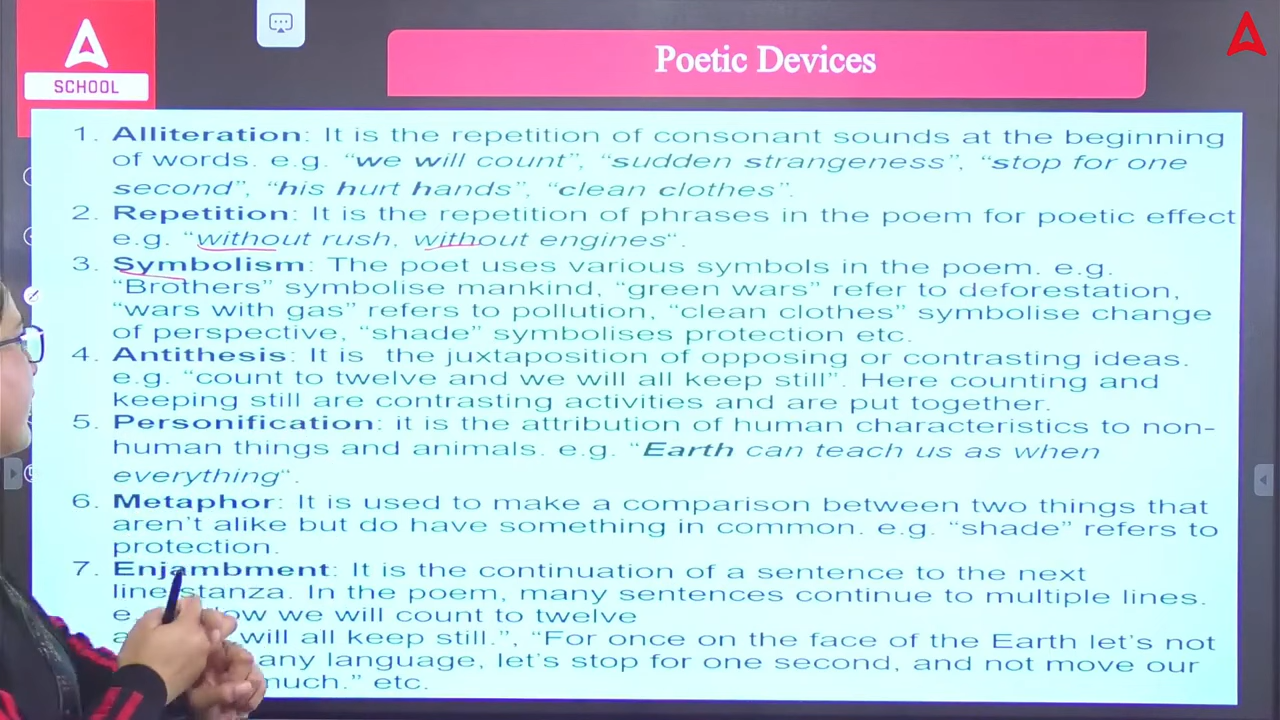 SCHOOL
Poetic Devices
1. Alliteration: It is the repetition of consonant sounds at the beginning
of words. e.g. “we will count”, “sudden strangeness”, “stop for one
second”, “his hurt hands”, “clean clothes”.
2. Repetition: It is the repetition of phrases in the poem for poetic effect
e.g. “without rush, without engines“.
3. Symbolism: The poet uses various symbols in the poem. e.g.
“Brothers” symbolise mankind, “green wars” refer to deforestation,
“wars with gas” refers to pollution, “clean clothes” symbolise change
of perspective, “shade” symbolises protection etc.
4. Antithesis: It is the juxtaposition of opposing or contrasting ideas.
e.g. “count to twelve and we will all keep still”. Here counting and
keeping still are contrasting activities and are put together.
5. Personification: it is the attribution of human characteristics to non-
human things and animals. e.g. “Earth can teach us as when
everything“.
6. Metaphor: It is used to make a comparison between two things that
aren’t alike but do have something in common. e.g. “shade” refers to
protection.
7. Enjambment: It is the continuation of a sentence to the next
line/stanza. In the poem, many sentences continue to multiple lines.
we will count to twelve
will all keep still.”, “For once on the face of the Earth let’s not
any language, let’s stop for one second, and not move our
much.” etc.